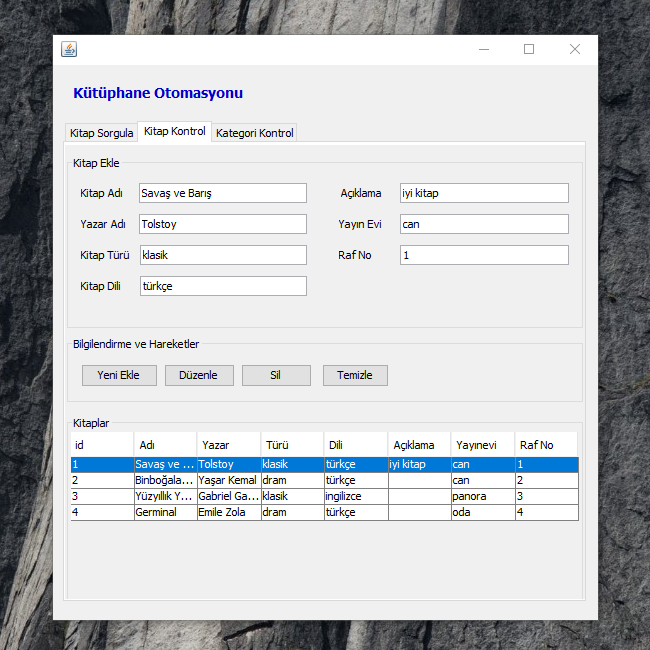 Kütüphane Otomasyonu
Kitap Sorgula Kitap Kontrol Kategori Kontrol
Kitap Ekle
Kitap Adı Savaş ve Barış Açıklama iyi kitap
Yazar Adı Tolstoy Yayın Evi can
Kitap Türü klasik Raf No 1
Kitap Dili türkçe
Bilgilendirme ve Hareketler
Yeni Ekle Düzenle Sil Temizle
Kitaplar
id Adı Yazar Türü Dili Açıklama Yayınevi Raf No
1 Savaş ve ... Tolstoy klasik türkçe iyi kitap can 1
2 Binboğala... Yaşar Kemal dram türkçe can 2
3 Yüzyıllık Y... Gabriel Ga... klasik ingilizce panora 3
4 Germinal Emile Zola dram türkçe oda 4